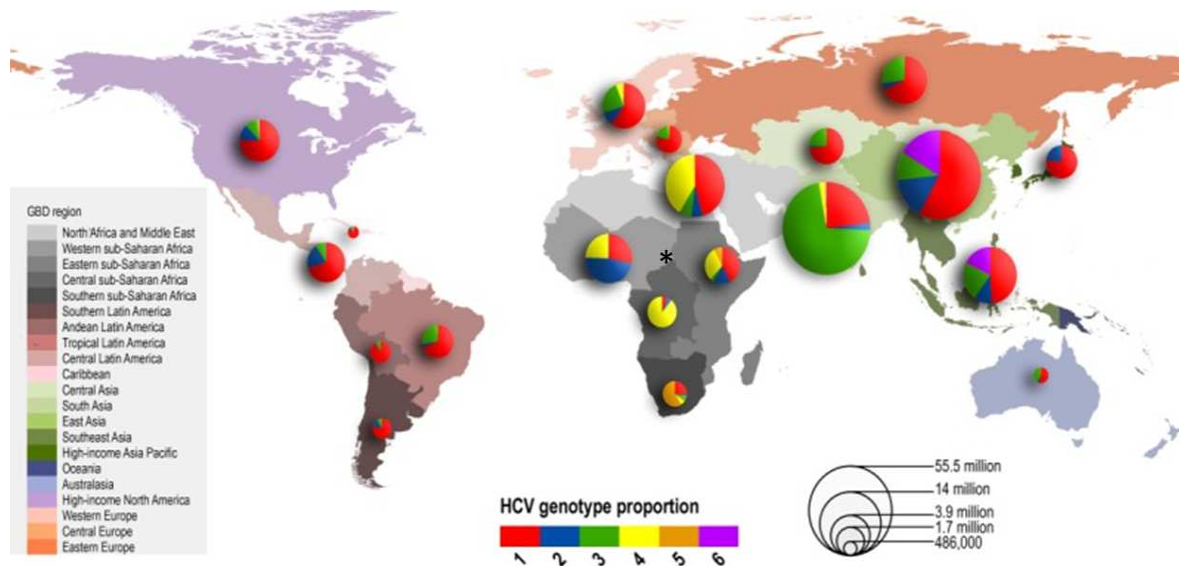 *
GBD region
North Africa and Middle East
Western sub-Saharan Africa
Eastern sub-Saharan Africa
Central sub-Saharan Africa
Southern sub-Saharan Africa
Southern Latin America
Andean Latin America
Tropical Latin America
Central Latin America
Caribbean
Central Asia
South Asia
East Asia
Southeast Asia
High-income Asia Pacific
Oceania
Australasia
High-income North America
Western Europe
Central Europe
Eastern Europe
HCV genotype proportion
1 2 3 4 5 6
55.5 million
14 million
3.9 million
1.7 million
486,000